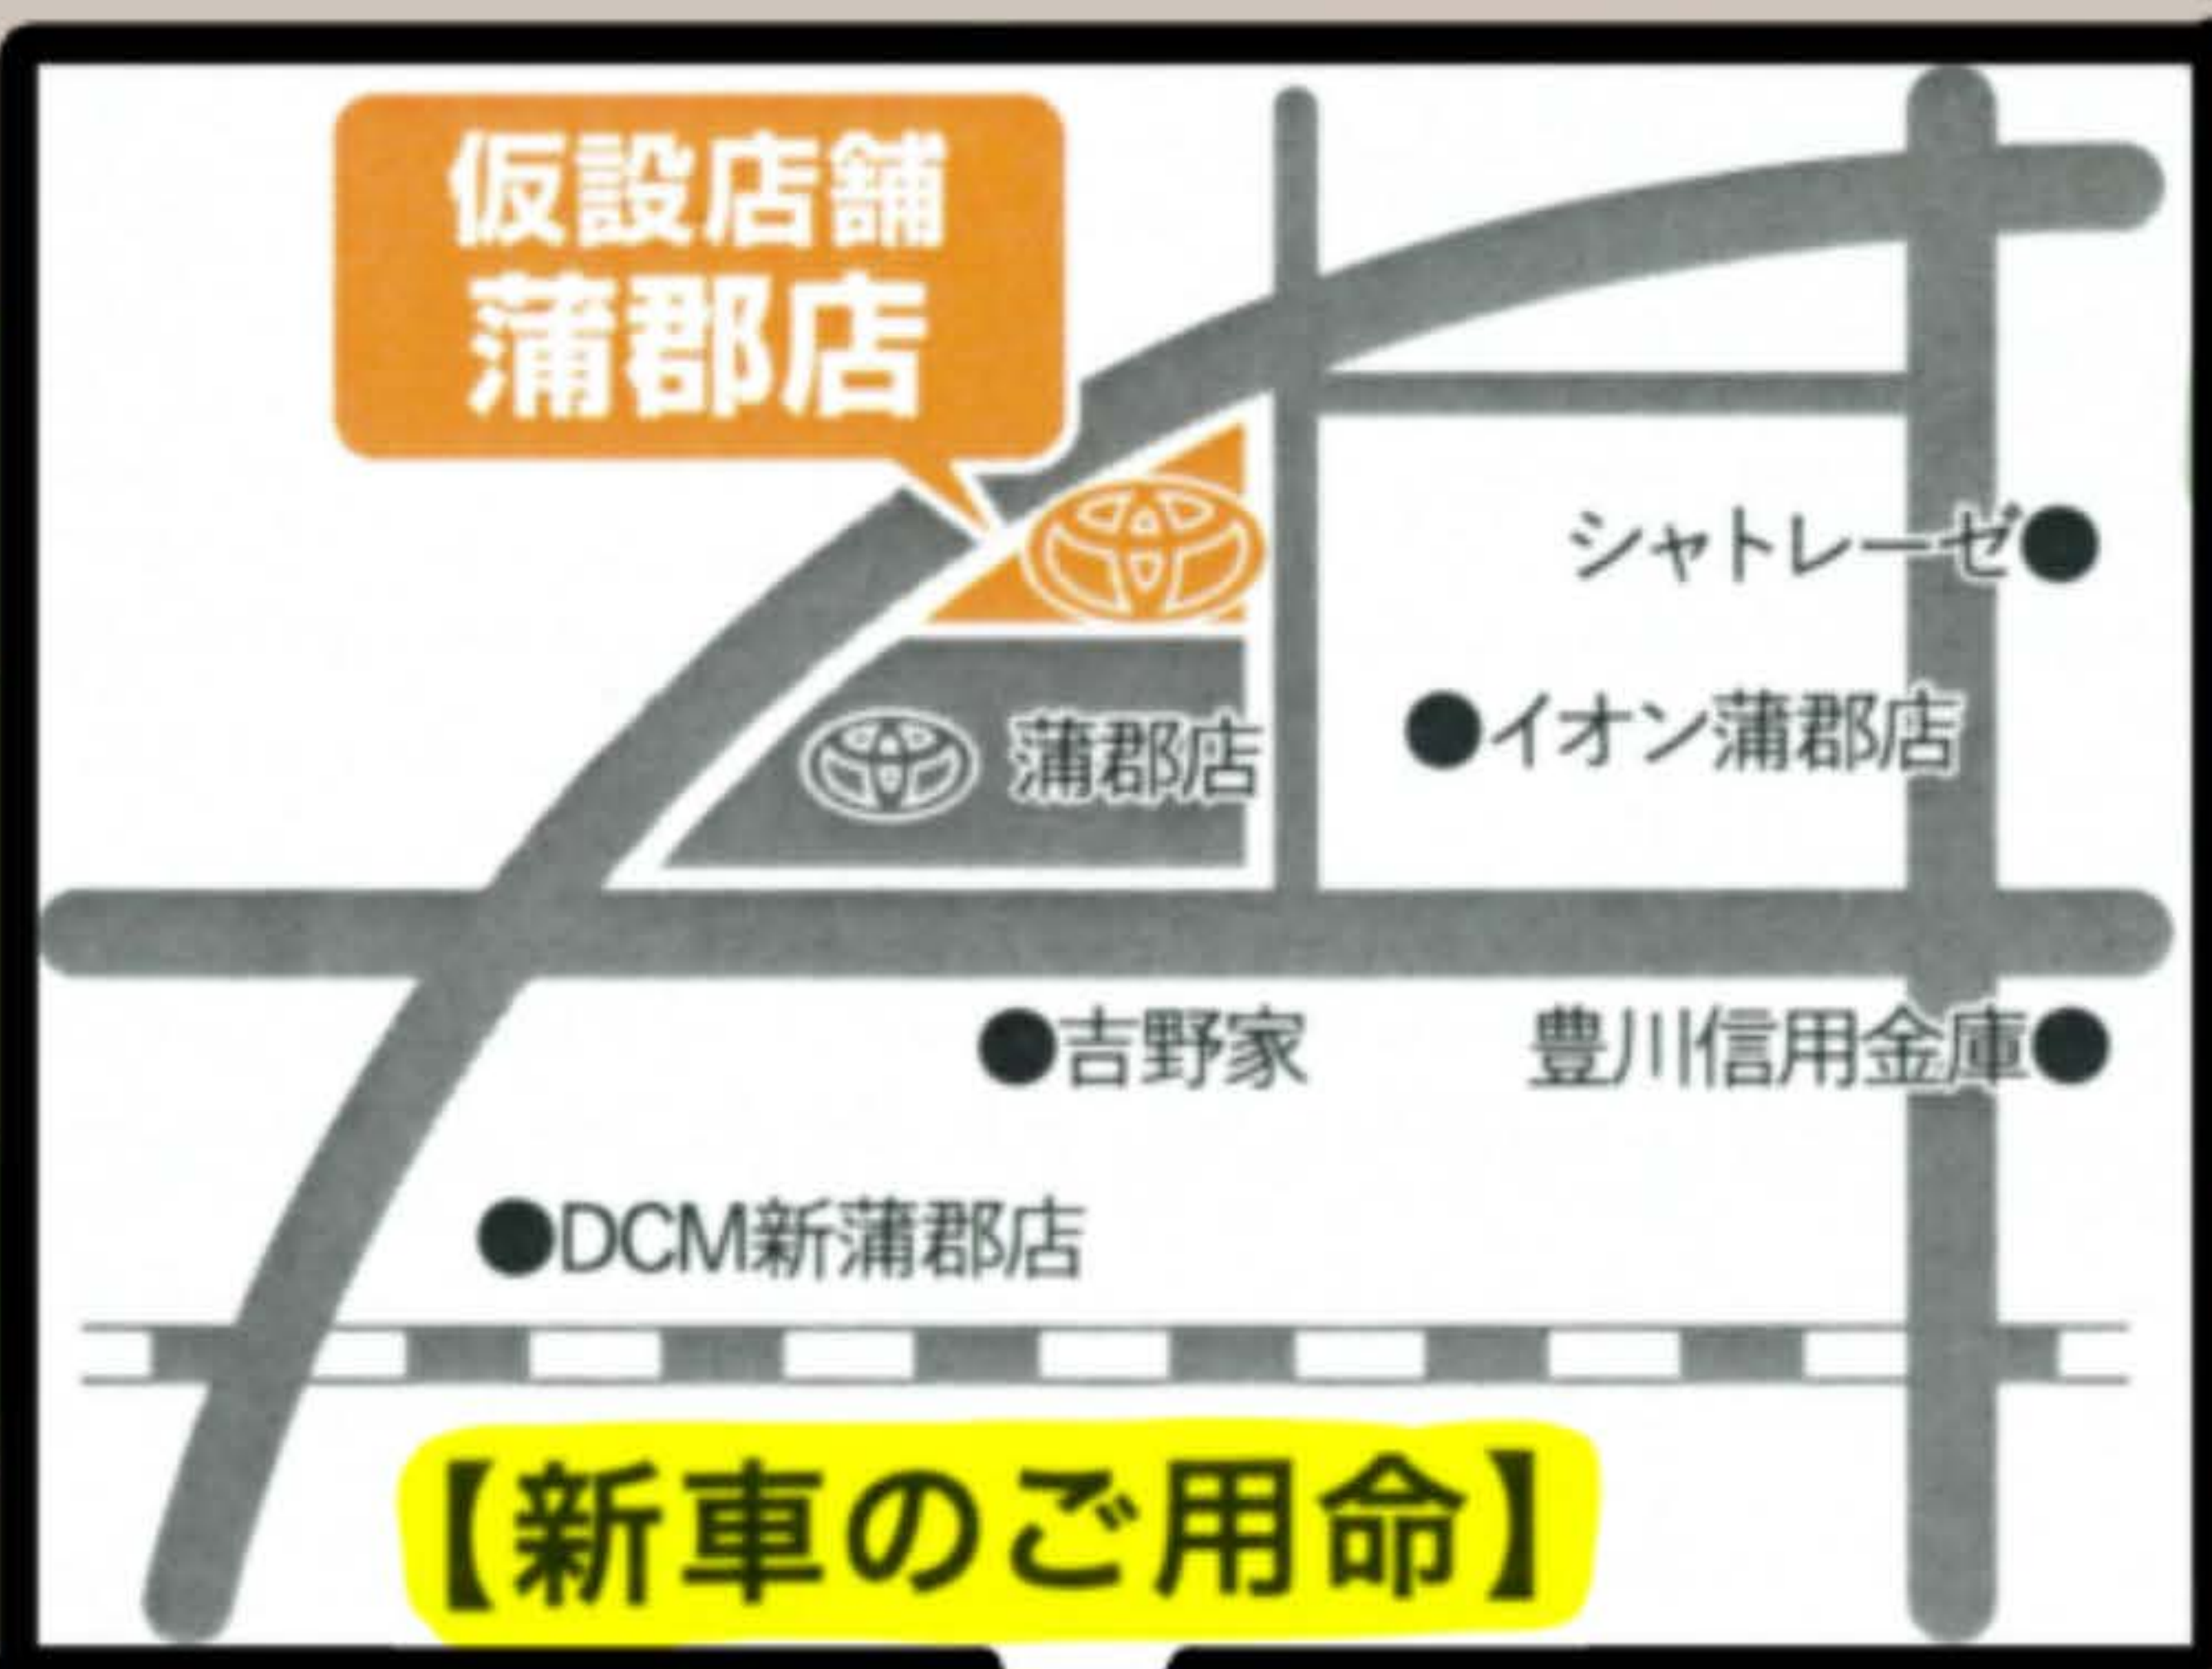 仮設店舗
蒲郡店
シャトレーゼ
イオン蒲郡店
蒲郡店
吉野家
豊川信用金庫
DCM新蒲郡店
【新車のご用命】